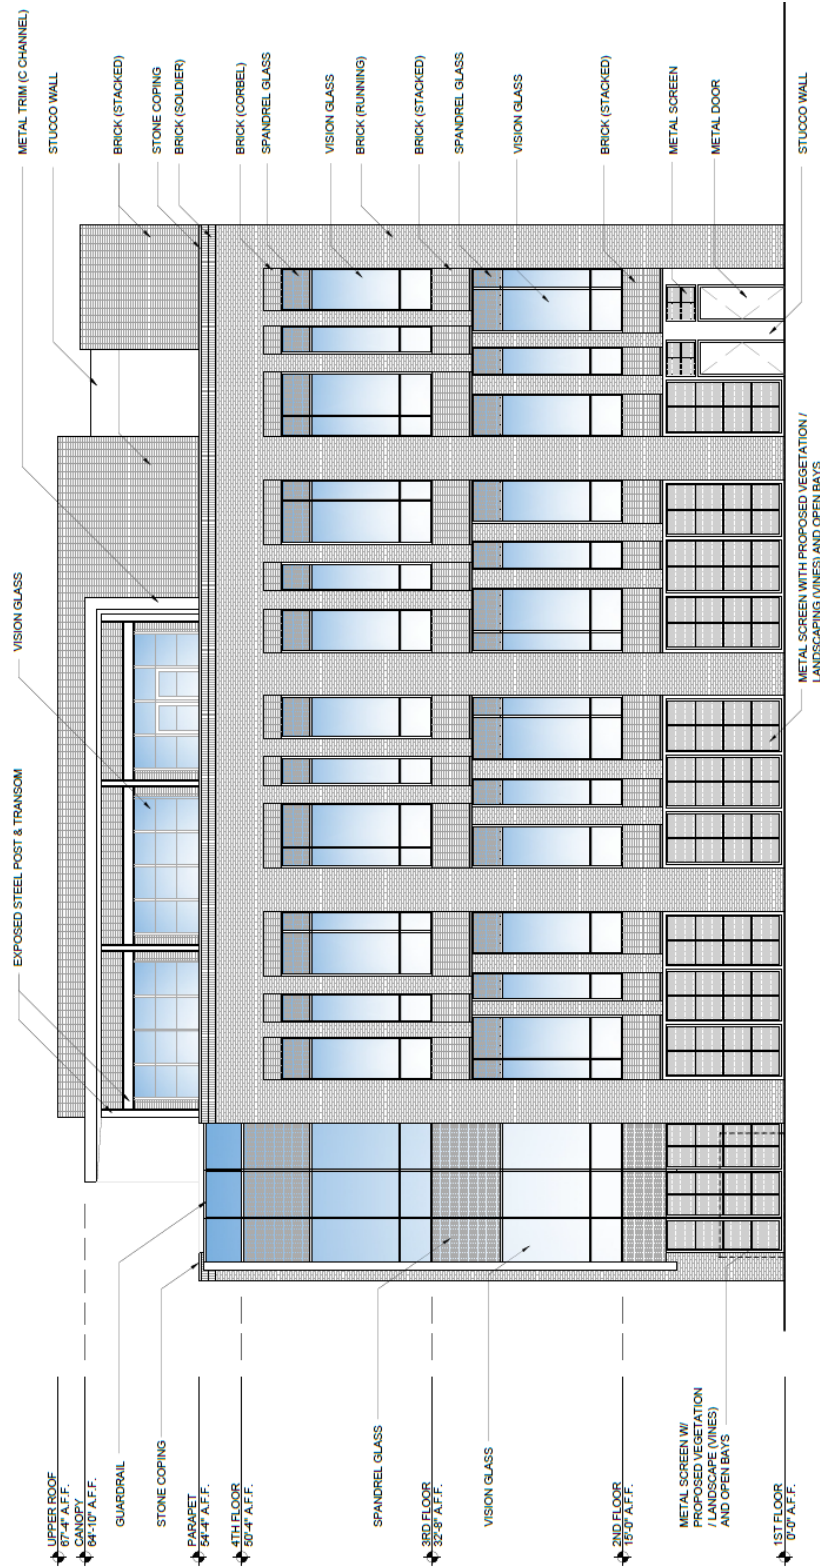 METAL TRIM (C CHANNEL)
STUCCO WALL
BRICK (STACKED)
STONE COPING
BRICK (SOLDIER)
BRICK (CORBEL)
SPANDREL GLASS
VISION GLASS
BRICK (RUNNING)
BRICK (STACKED)
SPANDREL GLASS
VISION GLASS
BRICK (STACKED)
METAL SCREEN
METAL DOOR
STUCCO WALL
VISION GLASS
EXPOSED STEEL POST & TRANSOM
METAL SCREEN WITH PROPOSED VEGETATION /
LANDSCAPING (VINES) AND OPEN BAYS
UPPER ROOF
67'-4" A.F.F.
CANOPY
64'-10" A.F.F.
GUARDRAIL
STONE COPING
PARAPET
54'-4" A.F.F.
4TH FLOOR
50'-4" A.F.F.
SPANDREL GLASS
3RD FLOOR
32'-8" A.F.F.
VISION GLASS
2ND FLOOR
15'-0" A.F.F.
METAL SCREEN W/
PROPOSED VEGETATION
/ LANDSCAPE (VINES)
AND OPEN BAYS
1ST FLOOR
0'-0" A.F.F.